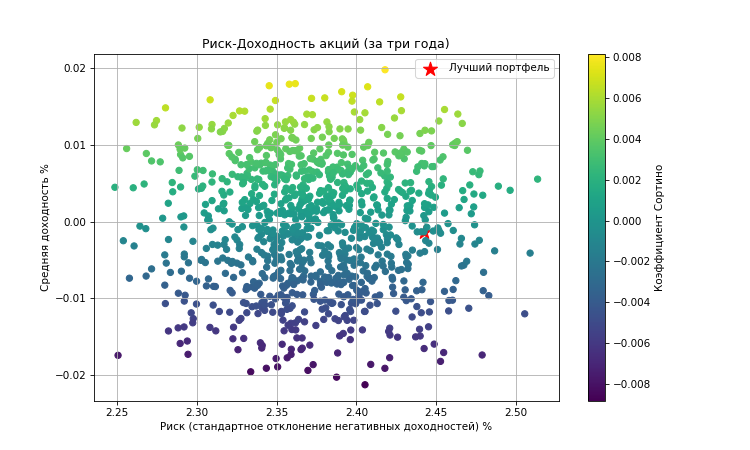 Риск-Доходность акций (за три года)
Лучший портфель
Средняя доходность %
0.02
0.01
0.00
−0.01
−0.02
2.25 2.30 2.35 2.40 2.45 2.50
Риск (стандартное отклонение негативных доходностей) %
0.008
0.006
0.004
0.002
0.000
−0.002
−0.004
−0.006
−0.008
Коэффициент Сортино